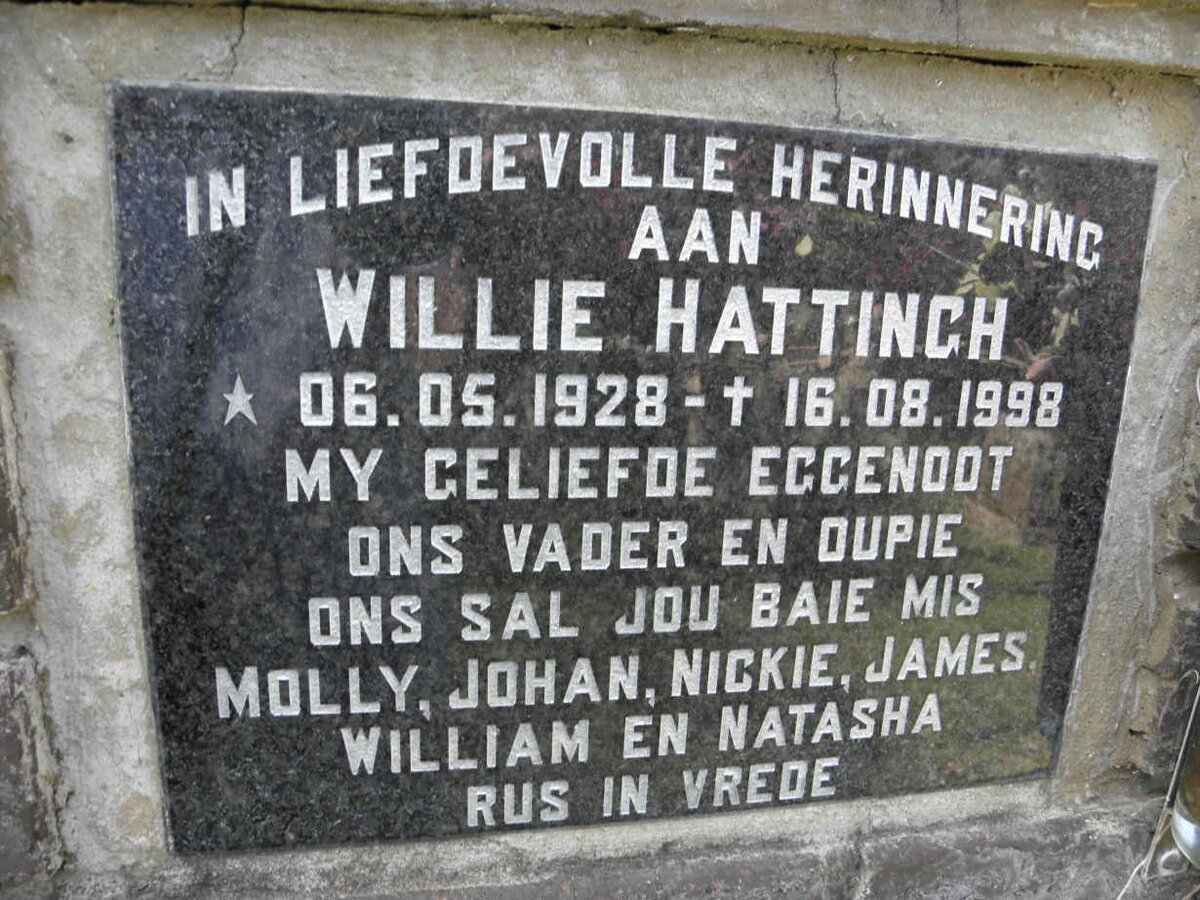 IN LIEFDEVOLLE HERINNERING
AAN
WILLIE HATTINGH
★ 06.05.1928 - ✝ 16.08.1998
MY GELIEFDE EGGENOOT
ONS VADER EN OUPIE
ONS SAL JOU BAIE MIS
MOLLY, JOHAN, NICKIE, JAMES,
WILLIAM EN NATASHA
RUS IN VREDE